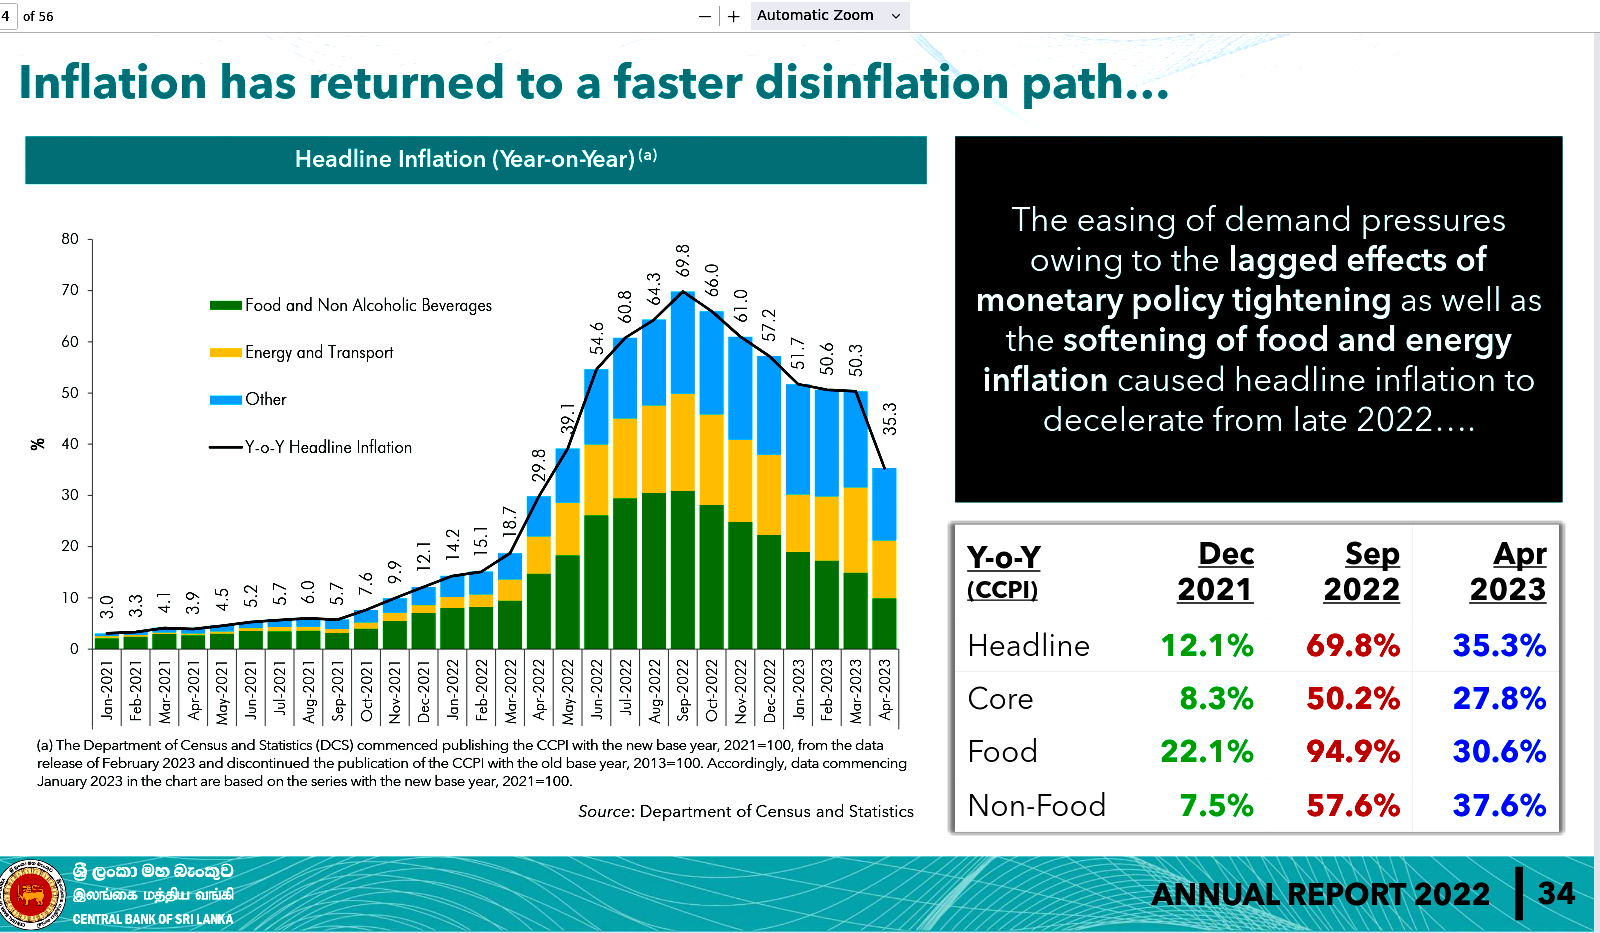 4 of 56
− + Automatic Zoom
Inflation has returned to a faster disinflation path...
Headline Inflation (Year-on-Year) (a)
80
70
60
50
40
30
20
10
0
%
Food and Non Alcoholic Beverages
Energy and Transport
Other
Y-o-Y Headline Inflation
3.0
3.3
4.1
3.9
4.5
5.2
5.7
6.0
5.7
7.6
9.9
12.1
14.2
15.1
18.7
29.8
39.1
54.6
60.8
64.3
69.8
66.0
61.0
57.2
51.7
50.6
50.3
35.3
Jan-2021
Feb-2021
Mar-2021
Apr-2021
May-2021
Jun-2021
Jul-2021
Aug-2021
Sep-2021
Oct-2021
Nov-2021
Dec-2021
Jan-2022
Feb-2022
Mar-2022
Apr-2022
May-2022
Jun-2022
Jul-2022
Aug-2022
Sep-2022
Oct-2022
Nov-2022
Dec-2022
Jan-2023
Feb-2023
Mar-2023
Apr-2023
(a) The Department of Census and Statistics (DCS) commenced publishing the CCPI with the new base year, 2021=100, from the data
release of February 2023 and discontinued the publication of the CCPI with the old base year, 2013=100. Accordingly, data commencing
January 2023 in the chart are based on the series with the new base year, 2021=100.
Source: Department of Census and Statistics
The easing of demand pressures
owing to the lagged effects of
monetary policy tightening as well as
the softening of food and energy
inflation caused headline inflation to
decelerate from late 2022....
Y-o-Y (CCPI) Dec 2021 Sep 2022 Apr 2023
Headline 12.1% 69.8% 35.3%
Core 8.3% 50.2% 27.8%
Food 22.1% 94.9% 30.6%
Non-Food 7.5% 57.6% 37.6%
ශ්‍රී ලංකා මහ බැංකුව
இலங்கை மத்திய வங்கி
CENTRAL BANK OF SRI LANKA
ANNUAL REPORT 2022 34